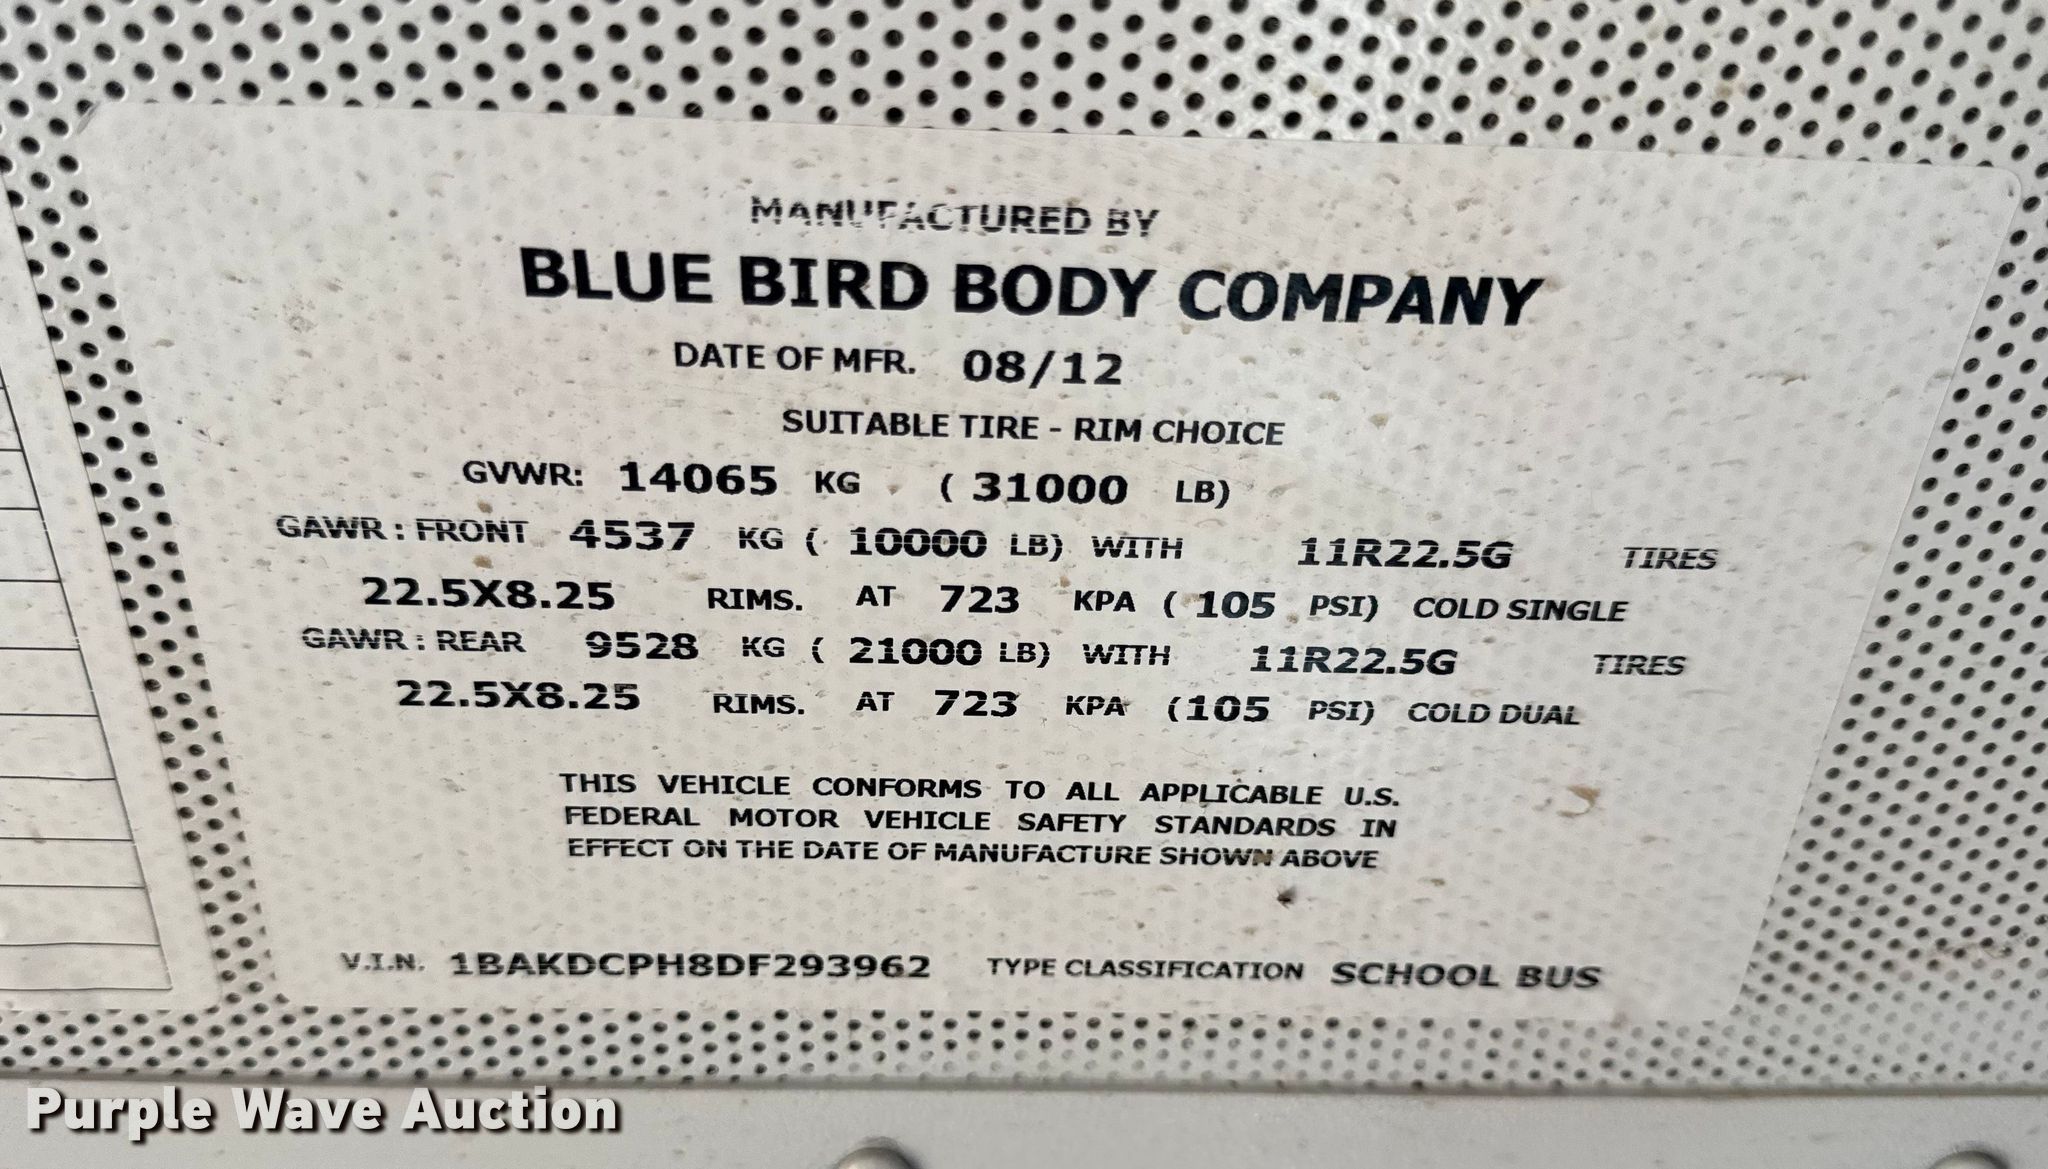 MANUFACTURED BY
BLUE BIRD BODY COMPANY
DATE OF MFR. 08/12
SUITABLE TIRE - RIM CHOICE
GVWR: 14065 KG ( 31000 LB)
GAWR : FRONT 4537 KG ( 10000 LB) WITH 11R22.5G TIRES
22.5X8.25 RIMS. AT 723 KPA ( 105 PSI) COLD SINGLE
GAWR : REAR 9528 KG ( 21000 LB) WITH 11R22.5G TIRES
22.5X8.25 RIMS. AT 723 KPA (105 PSI) COLD DUAL
THIS VEHICLE CONFORMS TO ALL APPLICABLE U.S.
FEDERAL MOTOR VEHICLE SAFETY STANDARDS IN
EFFECT ON THE DATE OF MANUFACTURE SHOWN ABOVE
V.I.N. 1BAKDCPH8DF293962 TYPE CLASSIFICATION SCHOOL BUS
Purple Wave Auction